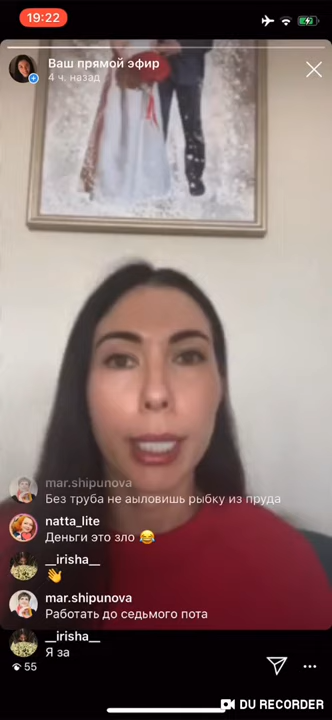 19:22
Ваш прямой эфир
4 ч. назад
mar.shipunova
Без труба не аыловишь рыбку из пруда
natta_lite
Деньги это зло 😂
__irisha__
👋
mar.shipunova
Работать до седьмого пота
__irisha__
Я за
55
DU RECORDER